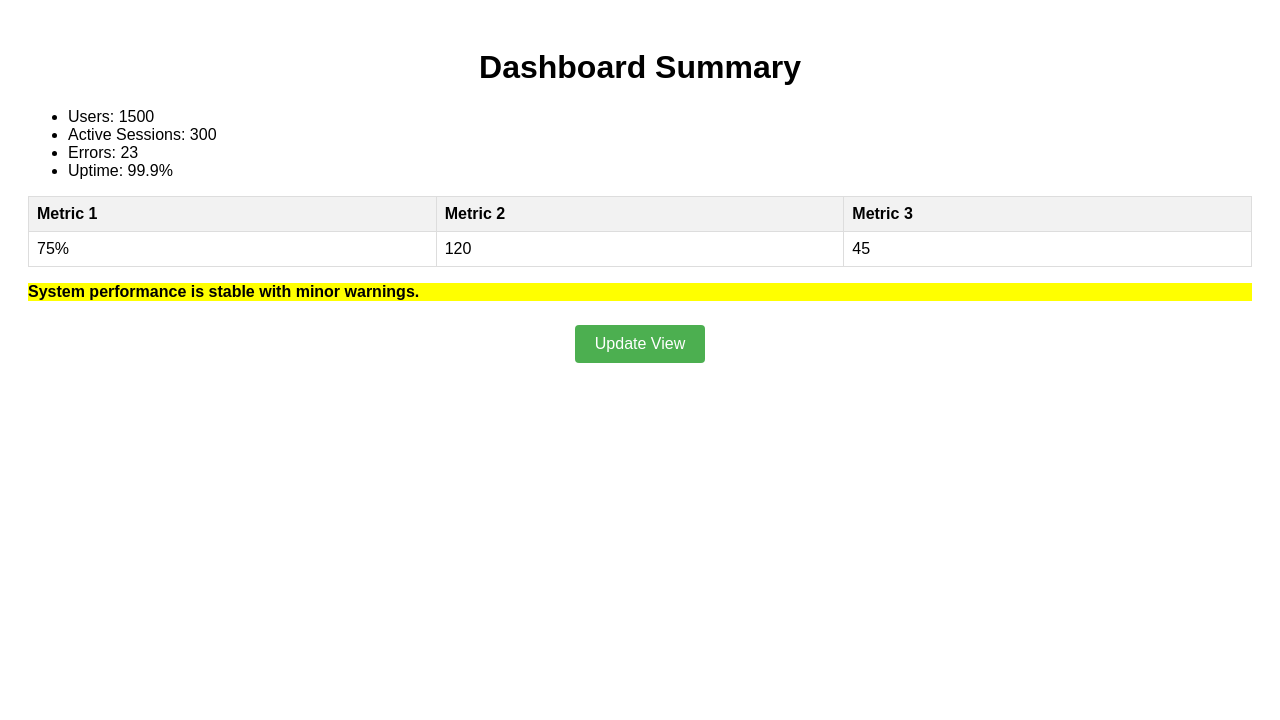 Dashboard Summary
Users: 1500
Active Sessions: 300
Errors: 23
Uptime: 99.9%
Metric 1 Metric 2 Metric 3
75% 120 45
System performance is stable with minor warnings.
Update View